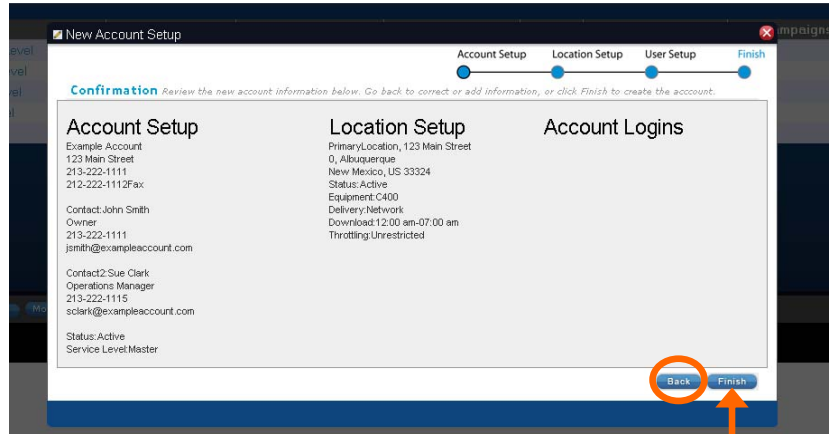 New Account Setup
mpaigns
evel
vel
vel
Account Setup Location Setup User Setup Finish
Confirmation Review the new account information below. Go back to correct or add information, or click Finish to create the acccount.
Account Setup
Example Account
123 Main Street
213-222-1111
212-222-1112Fax
Contact:John Smith
Owner
213-222-1111
jsmith@exampleaccount.com
Contact2:Sue Clark
Operations Manager
213-222-1115
sclark@exampleaccount.com
Status:Active
Service Level:Master
Location Setup
PrimaryLocation, 123 Main Street
0, Albuquerque
New Mexico, US 33324
Status:Active
Equipment:C400
Delivery:Network
Download:12:00 am-07:00 am
Throttling:Unrestricted
Account Logins
Mo
Back Finish